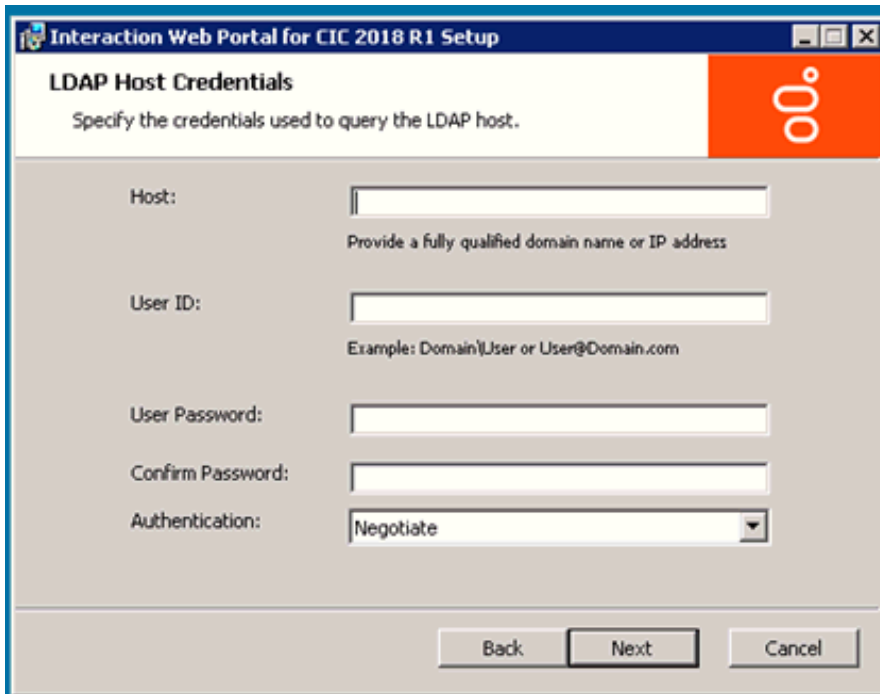 Interaction Web Portal for CIC 2018 R1 Setup
LDAP Host Credentials
Specify the credentials used to query the LDAP host.
Host:
Provide a fully qualified domain name or IP address
User ID:
Example: Domain\User or User@Domain.com
User Password:
Confirm Password:
Authentication:
Negotiate
Back
Next
Cancel